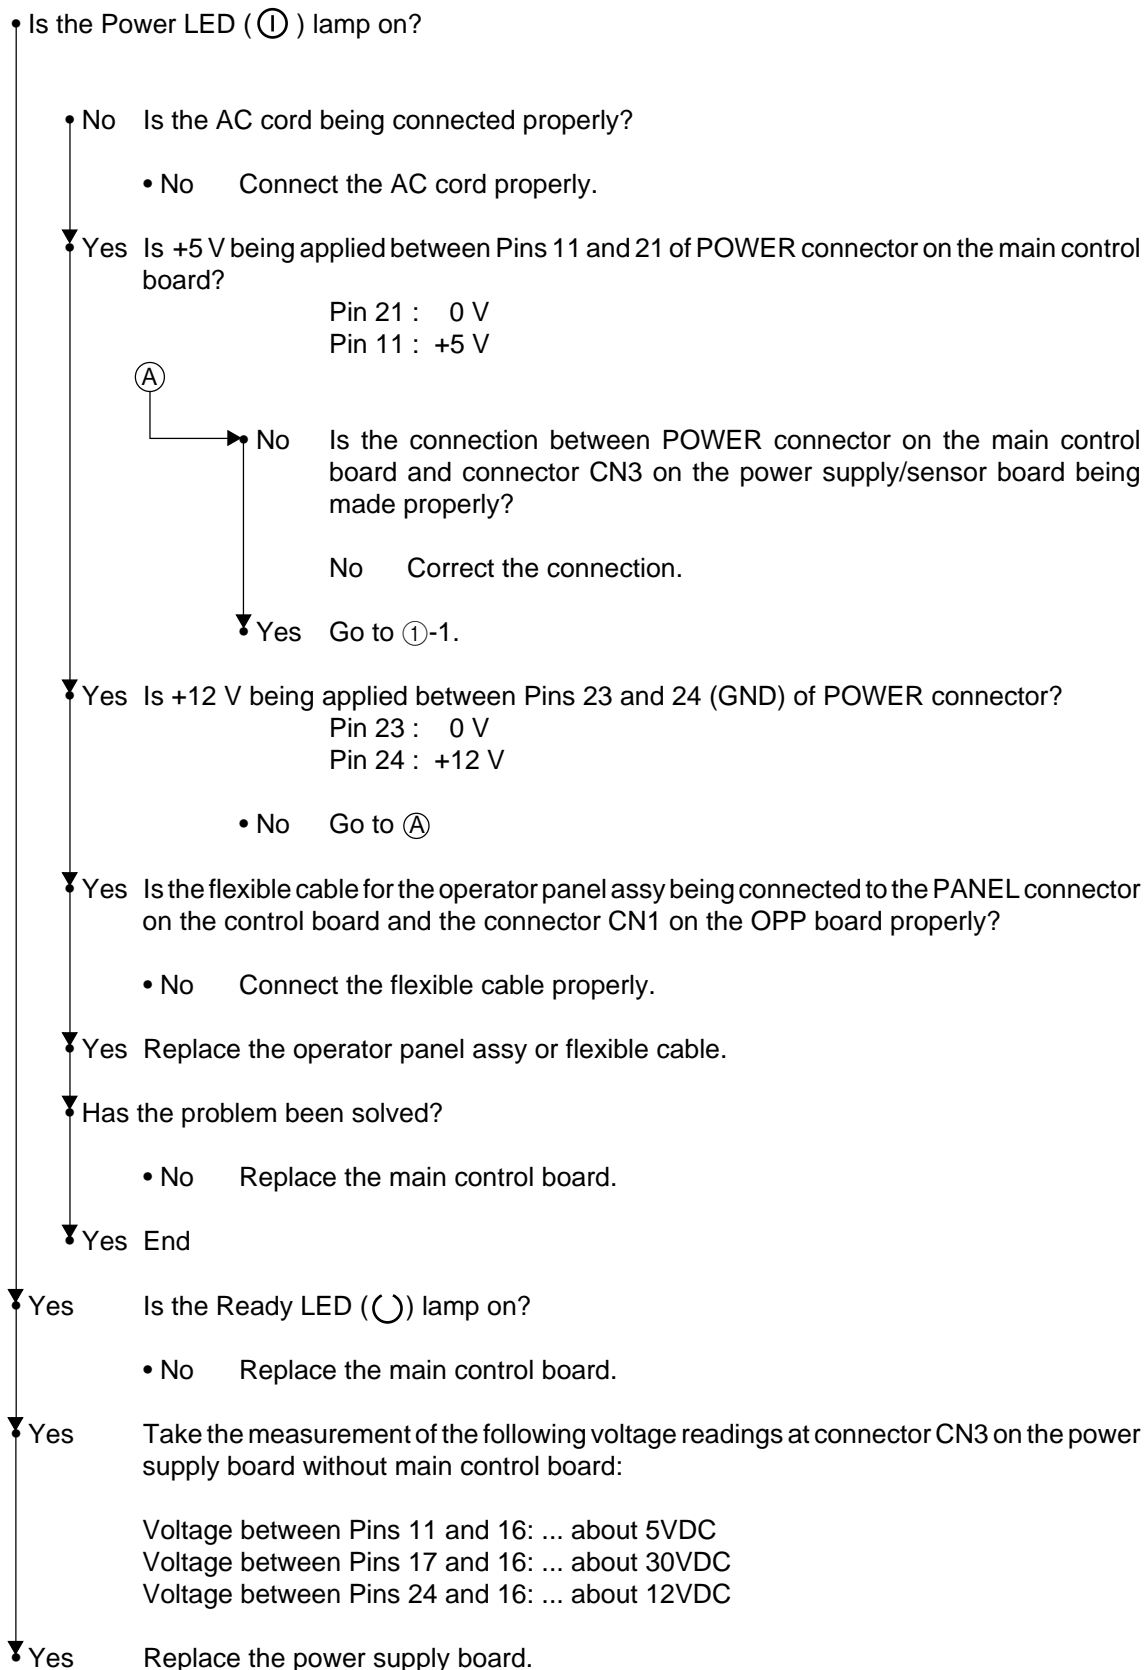 • Is the Power LED ( Ⓘ ) lamp on?
• No Is the AC cord being connected properly?
• No Connect the AC cord properly.
• Yes Is +5 V being applied between Pins 11 and 21 of POWER connector on the main control
board?
Pin 21 : 0 V
Pin 11 : +5 V
Ⓐ
• No Is the connection between POWER connector on the main control
board and connector CN3 on the power supply/sensor board being
made properly?
No Correct the connection.
• Yes Go to ①-1.
• Yes Is +12 V being applied between Pins 23 and 24 (GND) of POWER connector?
Pin 23 : 0 V
Pin 24 : +12 V
• No Go to Ⓐ
• Yes Is the flexible cable for the operator panel assy being connected to the PANEL connector
on the control board and the connector CN1 on the OPP board properly?
• No Connect the flexible cable properly.
• Yes Replace the operator panel assy or flexible cable.
• Has the problem been solved?
• No Replace the main control board.
• Yes End
• Yes Is the Ready LED ( ) lamp on?
• No Replace the main control board.
• Yes Take the measurement of the following voltage readings at connector CN3 on the power
supply board without main control board:
Voltage between Pins 11 and 16: ... about 5VDC
Voltage between Pins 17 and 16: ... about 30VDC
Voltage between Pins 24 and 16: ... about 12VDC
• Yes Replace the power supply board.